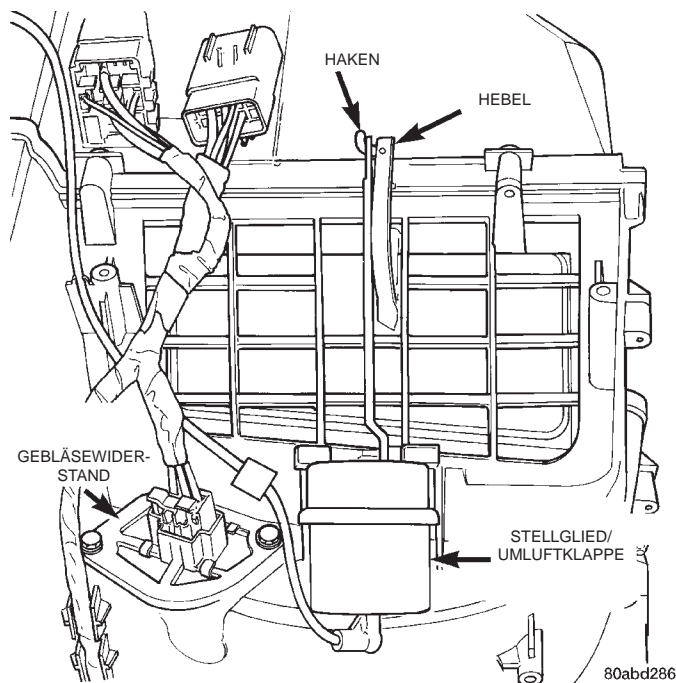 HAKEN
HEBEL
GEBLÄSEWIDER-
STAND
STELLGLIED/
UMLUFTKLAPPE
80abd286